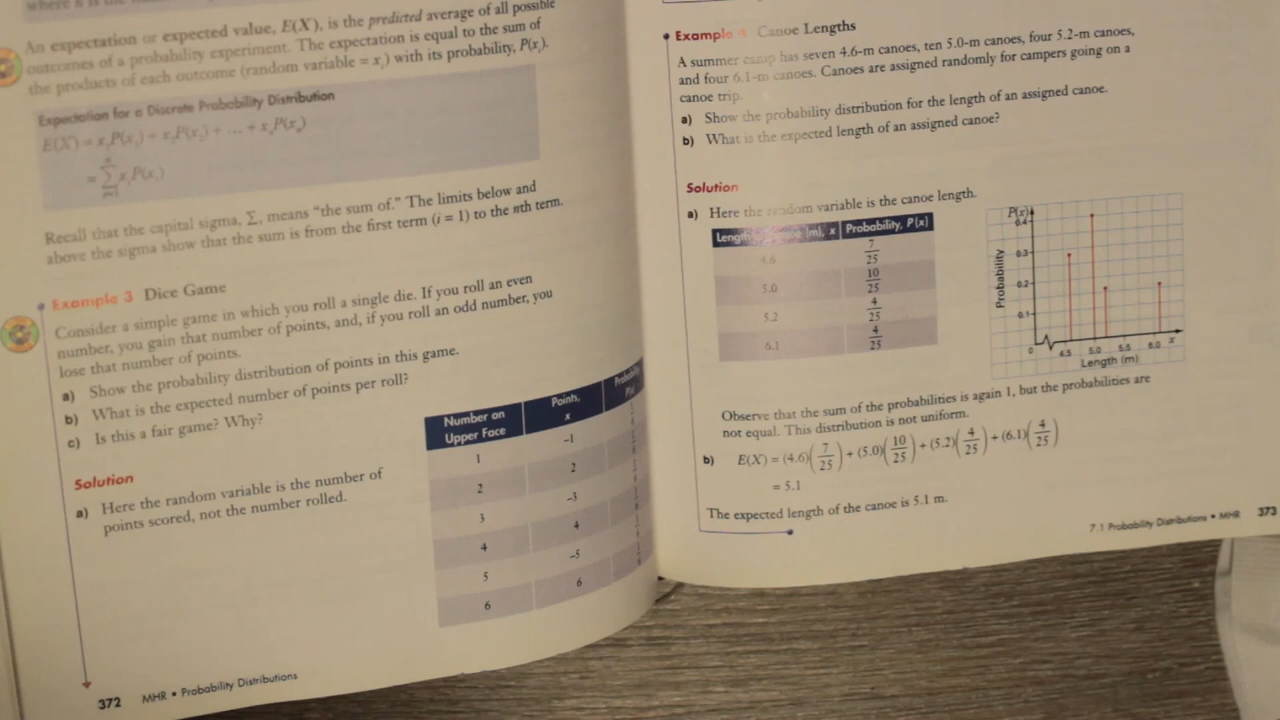 An expectation or expected value, E(X), is the predicted average of all possible
outcomes of a probability experiment. The expectation is equal to the sum of
the products of each outcome (random variable = xᵢ) with its probability, P(xᵢ).
Expectation for a Discrete Probability Distribution
Recall that the capital sigma, Σ, means “the sum of.” The limits below and
above the sigma show that the sum is from the first term (i = 1) to the nth term.
Example 3 Dice Game
Consider a simple game in which you roll a single die. If you roll an even
number, you gain that number of points, and, if you roll an odd number, you
lose that number of points.
a) Show the probability distribution of points in this game.
b) What is the expected number of points per roll?
c) Is this a fair game? Why?
Solution
a) Here the random variable is the number of
points scored, not the number rolled.
Number on
Upper Face
Points,
x
1 −1
2 2
3 −3
4 4
5 −5
6 6
372 MHR • Probability Distributions
Example 4 Canoe Lengths
A summer camp has seven 4.6-m canoes, ten 5.0-m canoes, four 5.2-m canoes,
and four 6.1-m canoes. Canoes are assigned randomly for campers going on a
canoe trip.
a) Show the probability distribution for the length of an assigned canoe.
b) What is the expected length of an assigned canoe?
Solution
a) Here the random variable is the canoe length.
Length (m), x Probability, P(x)
4.6 7/25
5.0 10/25
5.2 4/25
6.1 4/25
P(x)
0.4
0.3
0.2
0.1
0 4.5 5.0 5.5 6.0 x
Probability
Length (m)
Observe that the sum of the probabilities is again 1, but the probabilities are
not equal. This distribution is not uniform.
b) E(X) = (4.6)(7/25) + (5.0)(10/25) + (5.2)(4/25) + (6.1)(4/25)
= 5.1
The expected length of the canoe is 5.1 m.
7.1 Probability Distributions • MHR 373